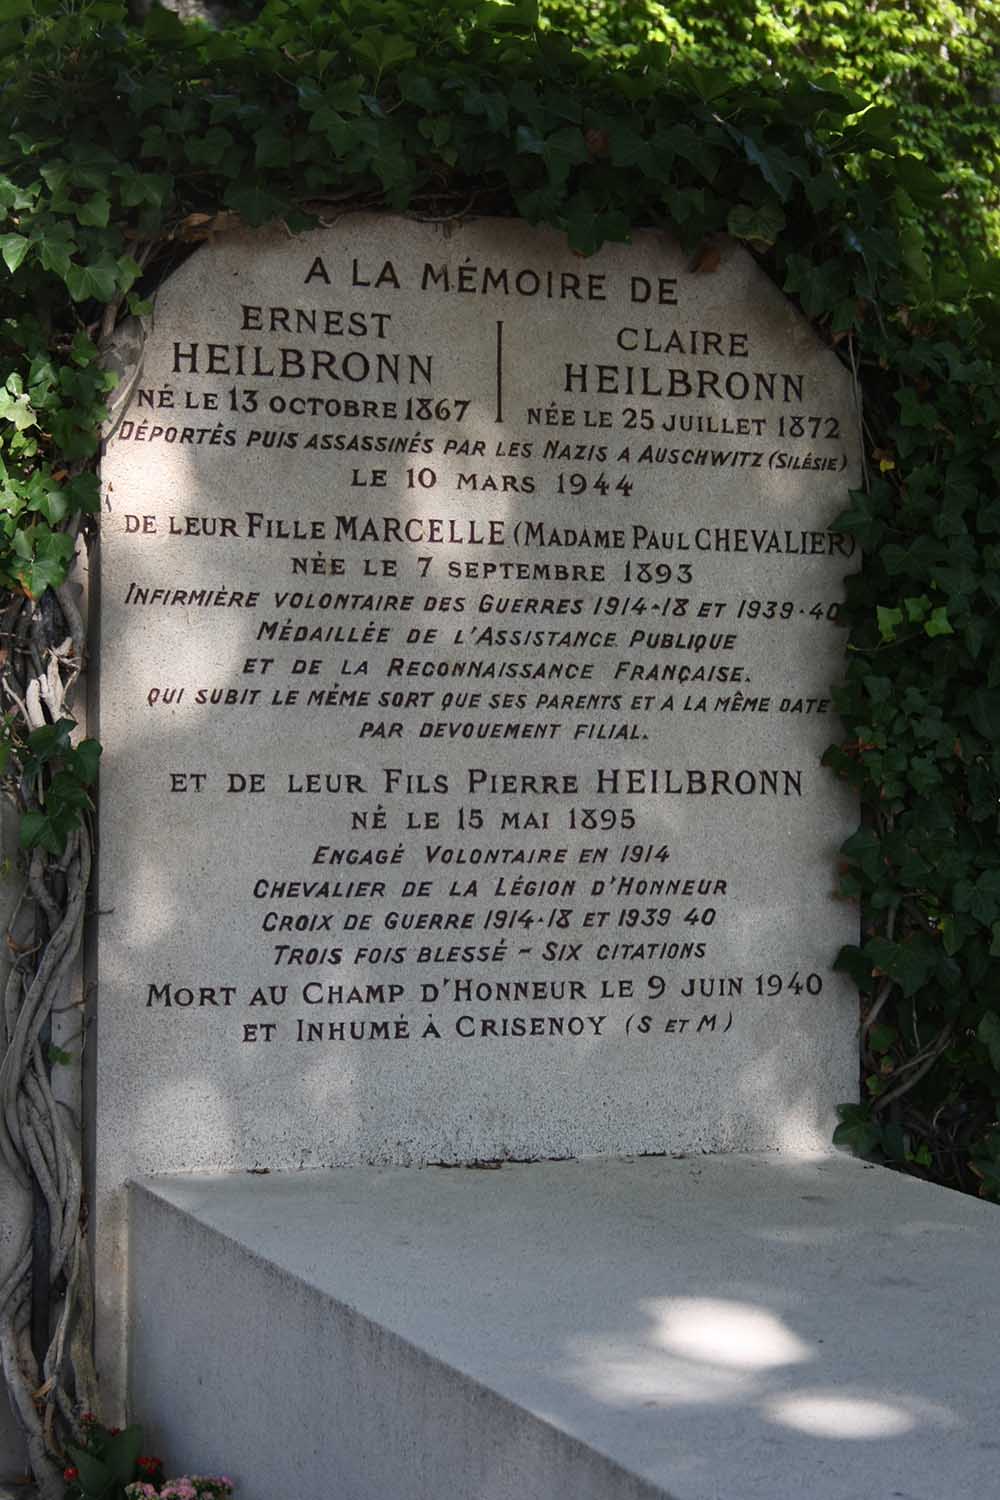 A LA MÉMOIRE DE
ERNEST
HEILBRONN
NÉ LE 13 OCTOBRE 1867
CLAIRE
HEILBRONN
NÉE LE 25 JUILLET 1872
DÉPORTÉS PUIS ASSASSINÉS PAR LES NAZIS A AUSCHWITZ (SILÉSIE)
LE 10 MARS 1944
DE LEUR FILLE MARCELLE (MADAME PAUL CHEVALIER)
NÉE LE 7 SEPTEMBRE 1893
INFIRMIÈRE VOLONTAIRE DES GUERRES 1914-18 ET 1939-40
MÉDAILLÉE DE L'ASSISTANCE PUBLIQUE
ET DE LA RECONNAISSANCE FRANÇAISE.
QUI SUBIT LE MÊME SORT QUE SES PARENTS ET A LA MÊME DATE
PAR DEVOUEMENT FILIAL.
ET DE LEUR FILS PIERRE HEILBRONN
NÉ LE 15 MAI 1895
ENGAGÉ VOLONTAIRE EN 1914
CHEVALIER DE LA LÉGION D'HONNEUR
CROIX DE GUERRE 1914-18 ET 1939 40
TROIS FOIS BLESSÉ - SIX CITATIONS
MORT AU CHAMP D'HONNEUR LE 9 JUIN 1940
ET INHUMÉ À CRISENOY (S ET M)